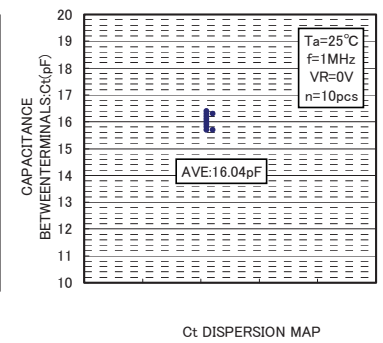 CAPACITANCE
BETWEENTERMINALS:Ct(pF)
20
19
18
17
16
15
14
13
12
11
10
Ta=25℃
f=1MHz
VR=0V
n=10pcs
AVE:16.04pF
Ct DISPERSION MAP